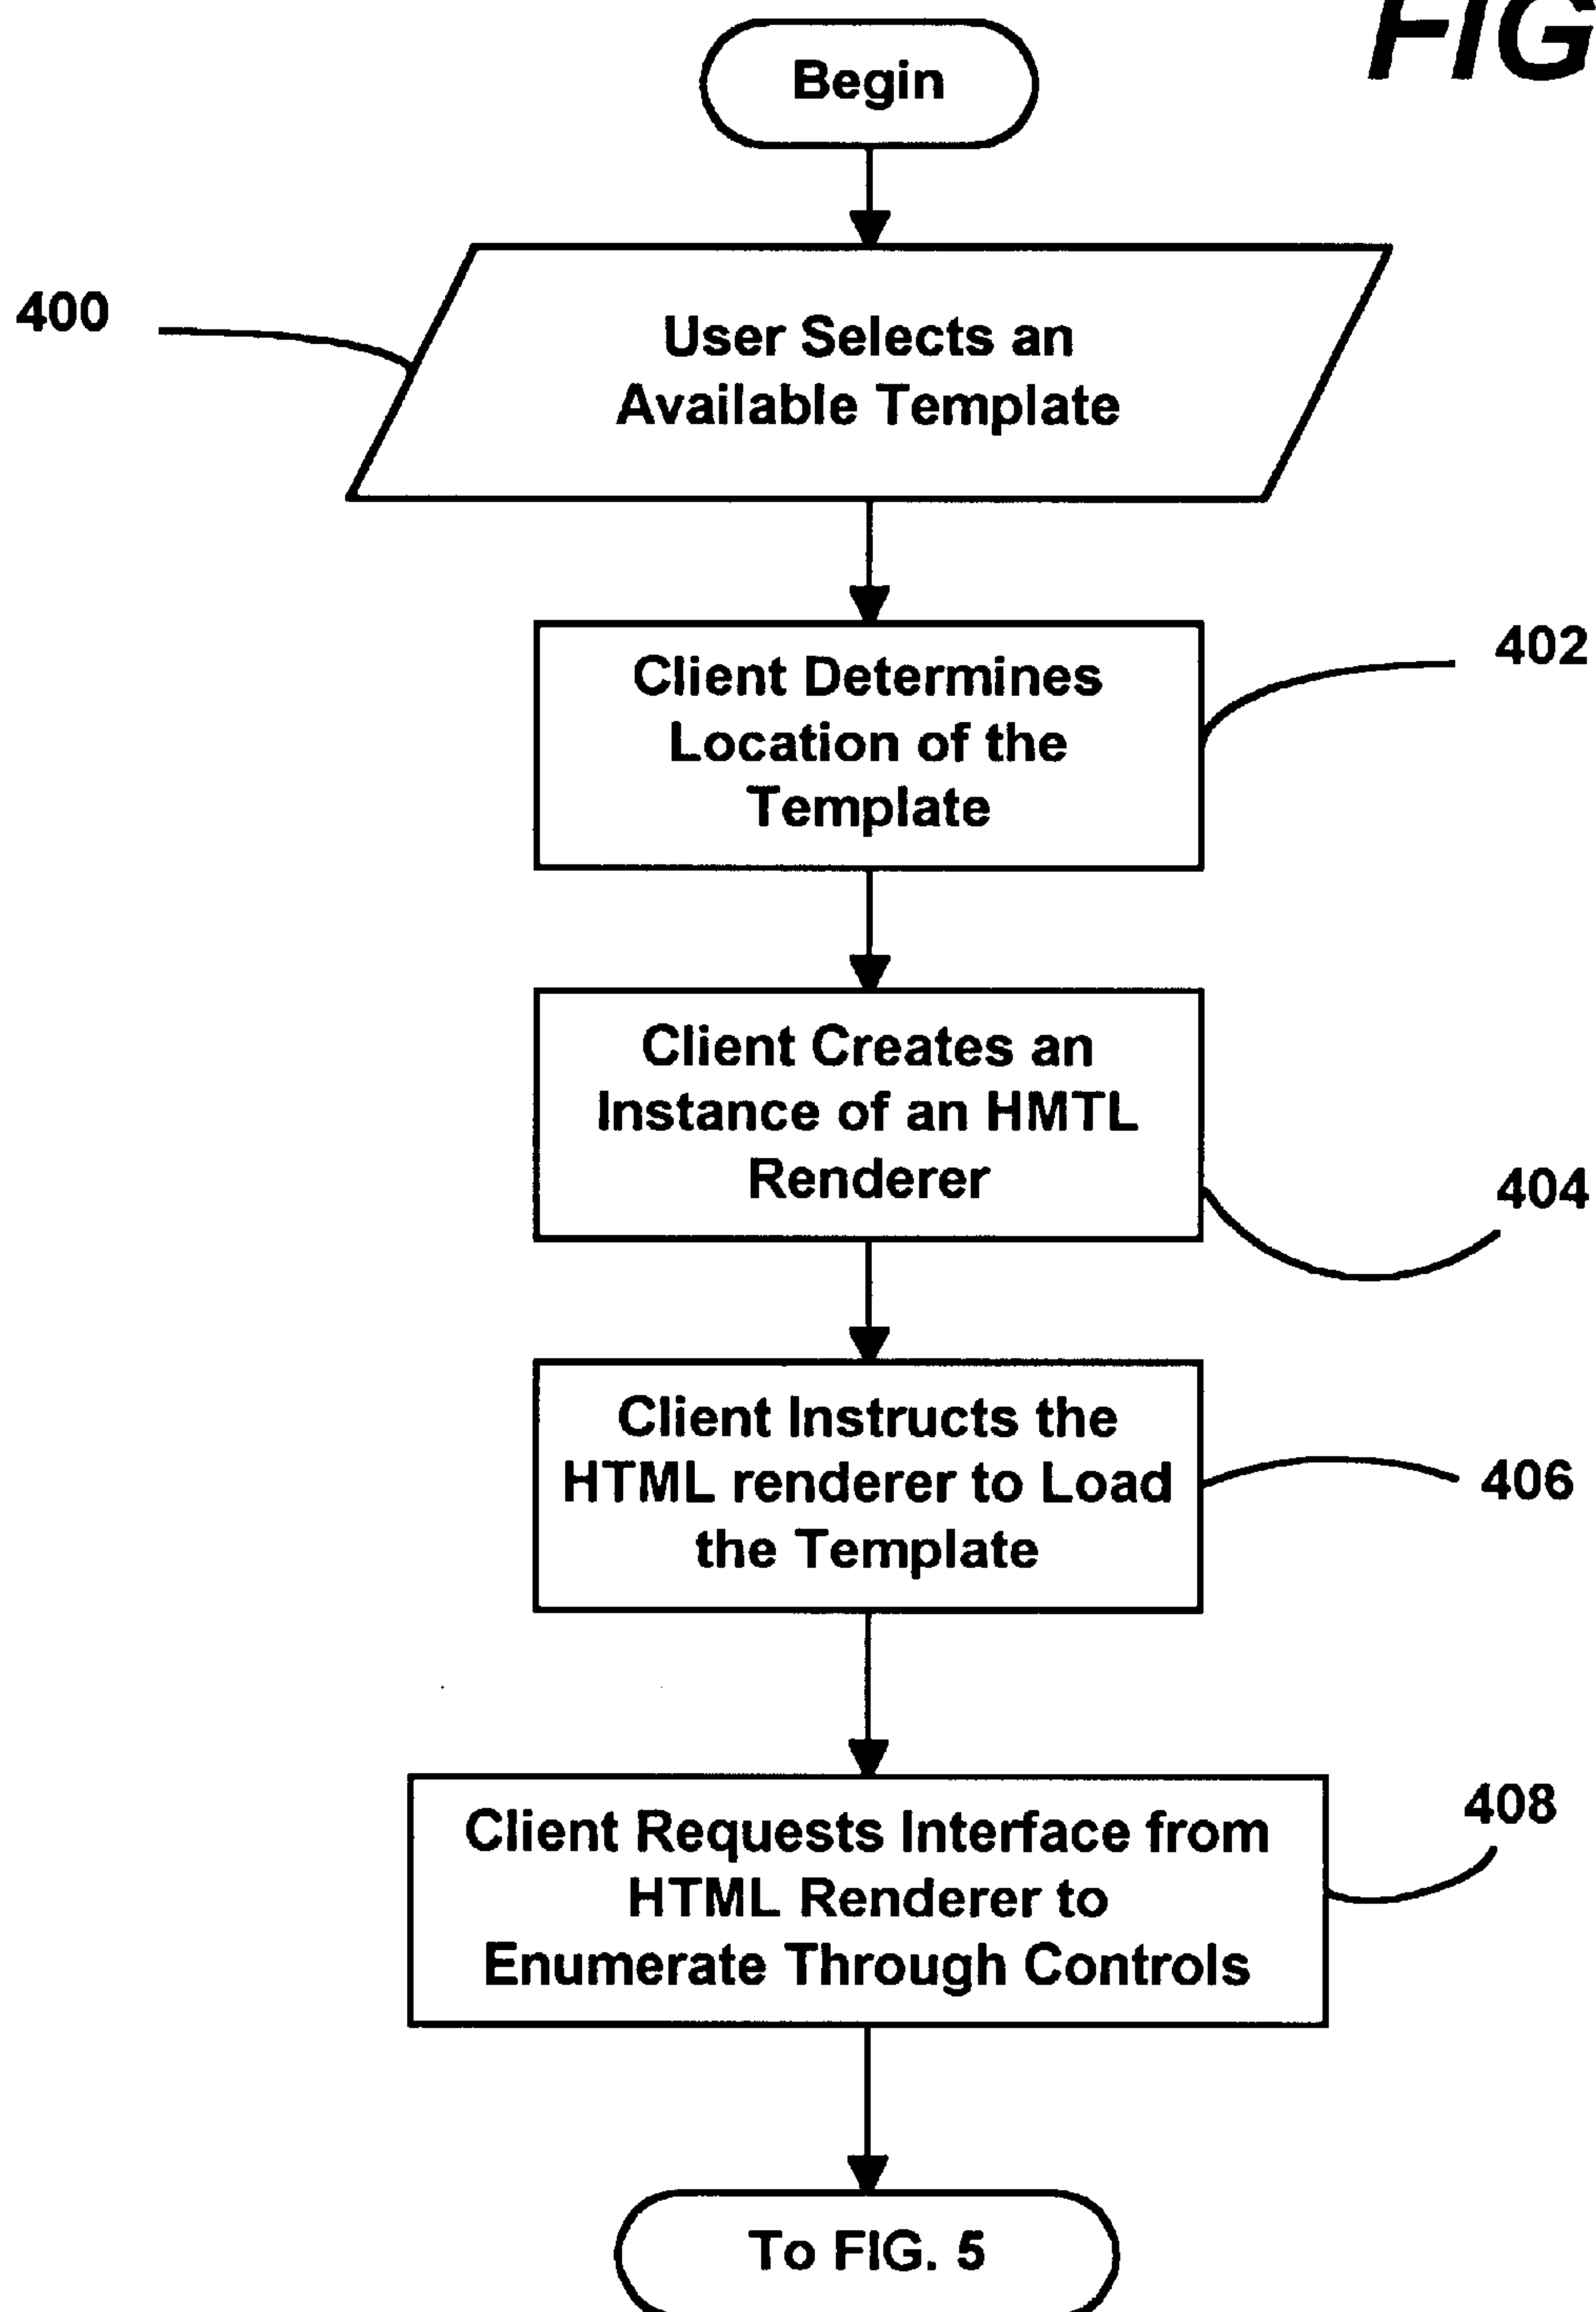 FIG
Begin
400
User Selects an
Available Template
402
Client Determines
Location of the
Template
Client Creates an
Instance of an HMTL
Renderer
404
Client Instructs the
HTML renderer to Load
the Template
406
408
Client Requests Interface from
HTML Renderer to
Enumerate Through Controls
To FIG. 5